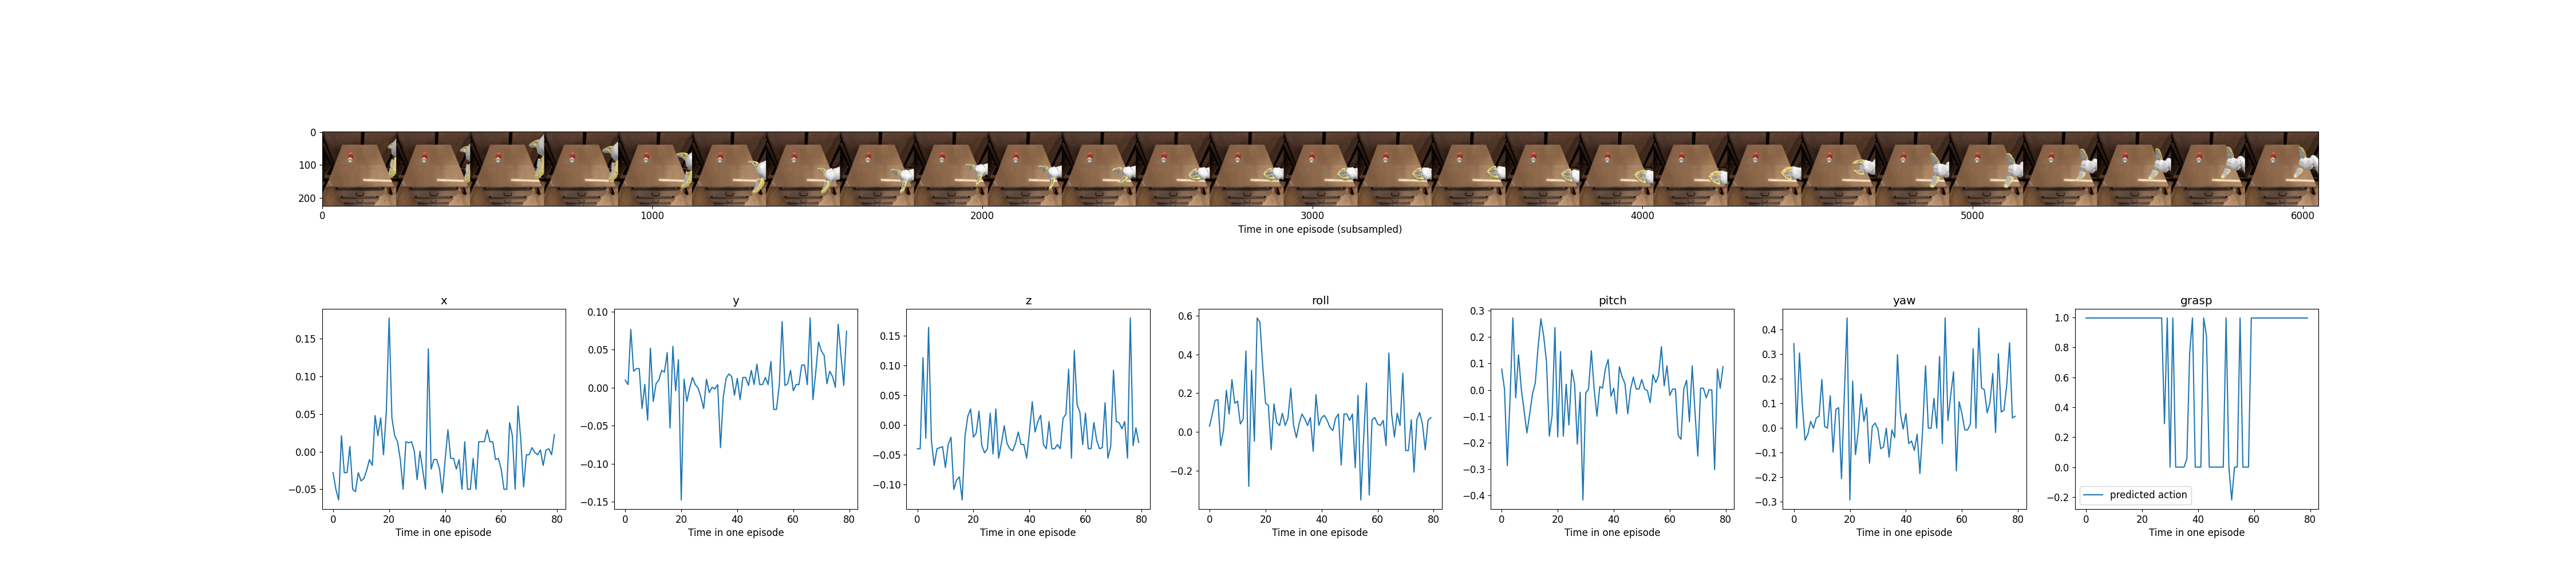 0
100
200
0 1000 2000 3000 4000 5000 6000
Time in one episode (subsampled)
x
0.15
0.10
0.05
0.00
−0.05
0 20 40 60 80
Time in one episode
y
0.10
0.05
0.00
−0.05
−0.10
−0.15
0 20 40 60 80
Time in one episode
z
0.15
0.10
0.05
0.00
−0.05
−0.10
0 20 40 60 80
Time in one episode
roll
0.6
0.4
0.2
0.0
−0.2
0 20 40 60 80
Time in one episode
pitch
0.3
0.2
0.1
0.0
−0.1
−0.2
−0.3
−0.4
0 20 40 60 80
Time in one episode
yaw
0.4
0.3
0.2
0.1
0.0
−0.1
−0.2
−0.3
0 20 40 60 80
Time in one episode
grasp
1.0
0.8
0.6
0.4
0.2
0.0
−0.2
predicted action
0 20 40 60 80
Time in one episode